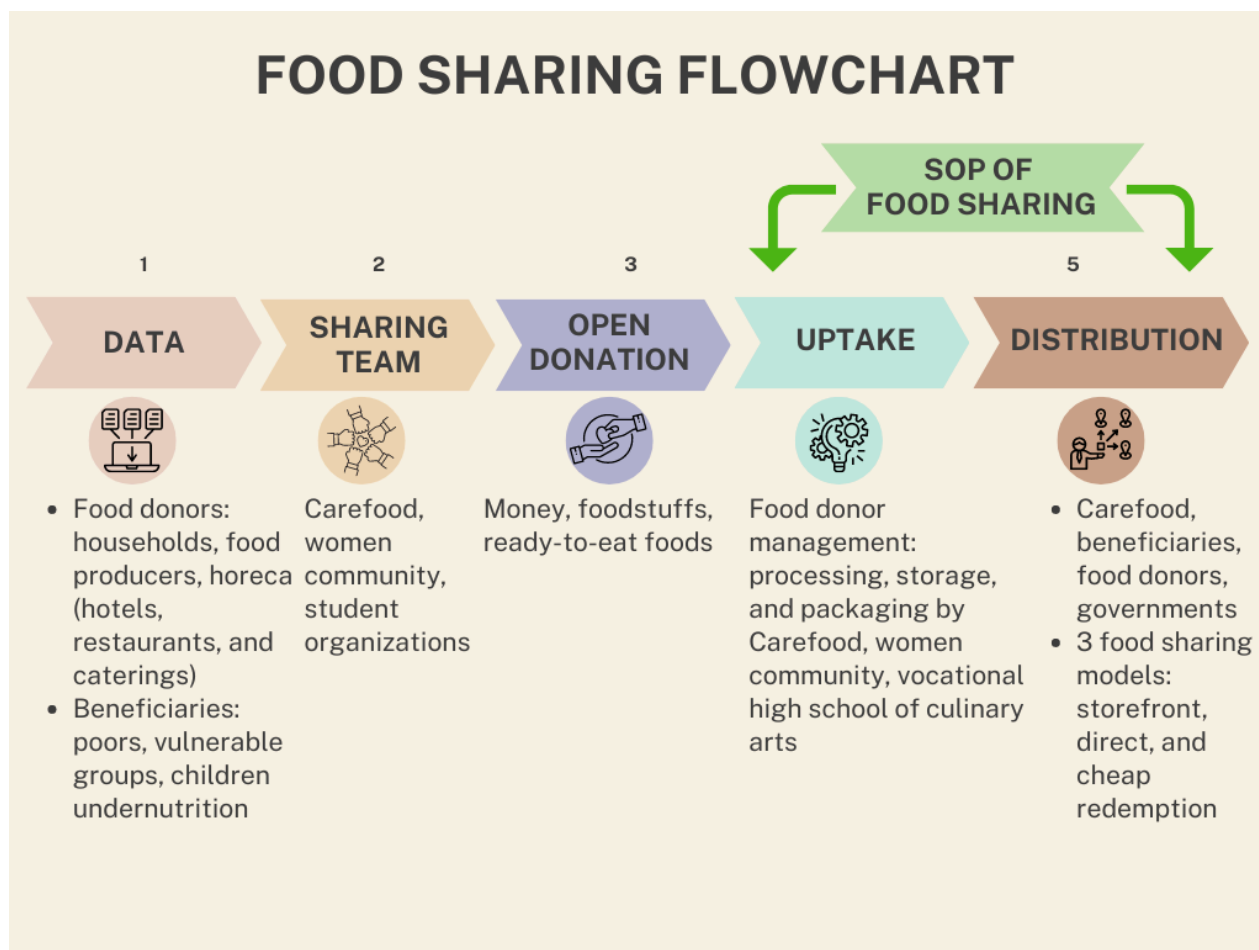 FOOD SHARING FLOWCHART
SOP OF
FOOD SHARING
1
2
3
5
DATA
SHARING
TEAM
OPEN
DONATION
UPTAKE
DISTRIBUTION
• Food donors:
households, food
producers, horeca
(hotels,
restaurants, and
caterings)
• Beneficiaries:
poors, vulnerable
groups, children
undernutrition
Carefood,
women
community,
student
organizations
Money, foodstuffs,
ready-to-eat foods
Food donor
management:
processing, storage,
and packaging by
Carefood, women
community, vocational
high school of culinary
arts
• Carefood,
beneficiaries,
food donors,
governments
• 3 food sharing
models:
storefront,
direct, and
cheap
redemption